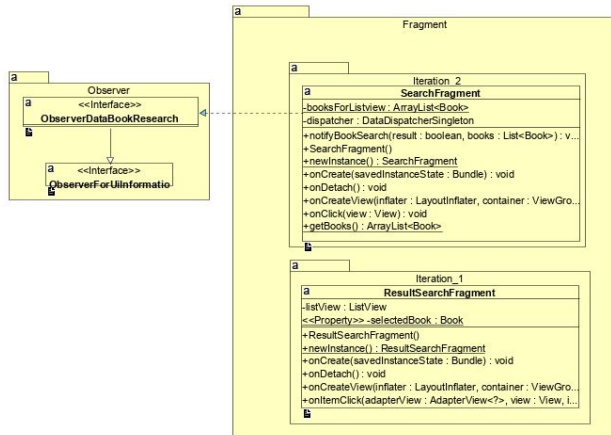 a
Fragment
a
Observer
a
<<Interface>>
ObserverDataBookResearch
a
<<Interface>>
ObserverForUiInformatio
a
Iteration_2
a
SearchFragment
-booksForListview : ArrayList<Book>
-dispatcher : DataDispatcherSingleton
+notifyBookSearch(result : boolean, books : List<Book>) : v...
+SearchFragment()
+newInstance() : SearchFragment
+onCreate(savedInstanceState : Bundle) : void
+onDetach() : void
+onCreateView(inflater : LayoutInflater, container : ViewGro...
+onClick(view : View) : void
+getBooks() : ArrayList<Book>
a
Iteration_1
a
ResultSearchFragment
-listView : ListView
<<Property>> -selectedBook : Book
+ResultSearchFragment()
+newInstance() : ResultSearchFragment
+onCreate(savedInstanceState : Bundle) : void
+onDetach() : void
+onCreateView(inflater : LayoutInflater, container : ViewGro...
+onItemClick(adapterView : AdapterView<?>, view : View, i...